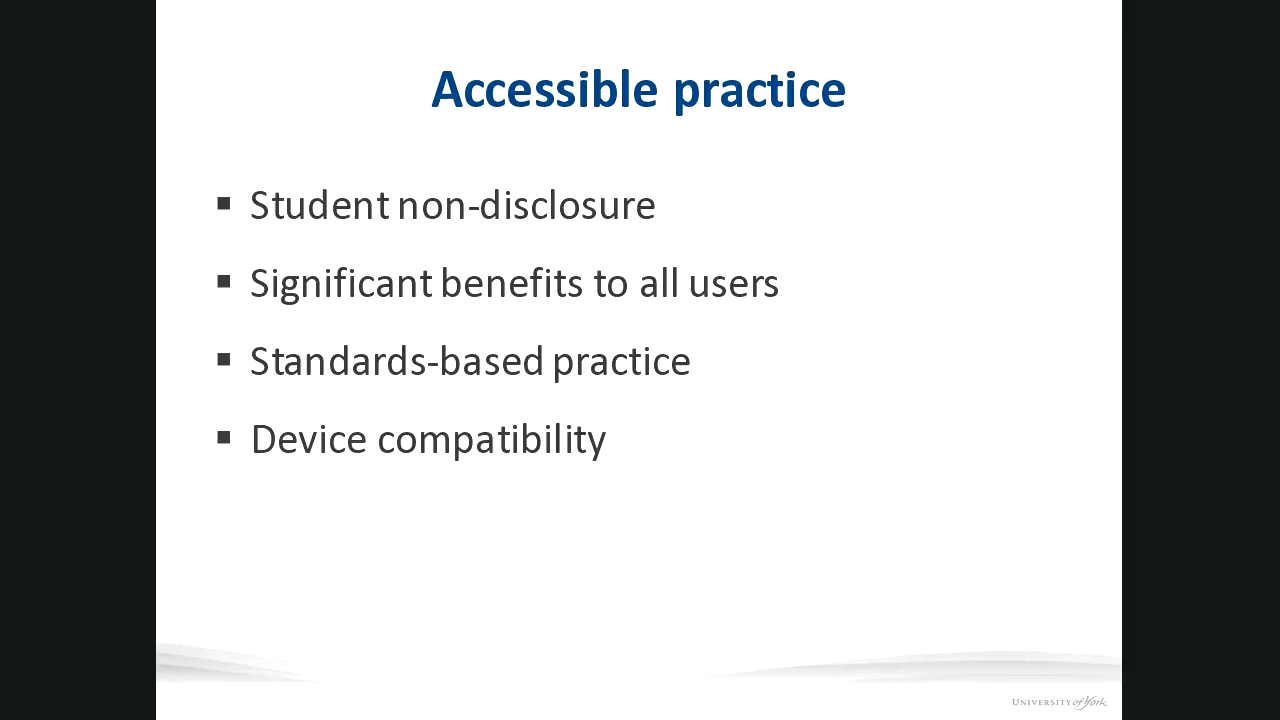 Accessible practice
Student non-disclosure
Significant benefits to all users
Standards-based practice
Device compatibility
UNIVERSITY of York